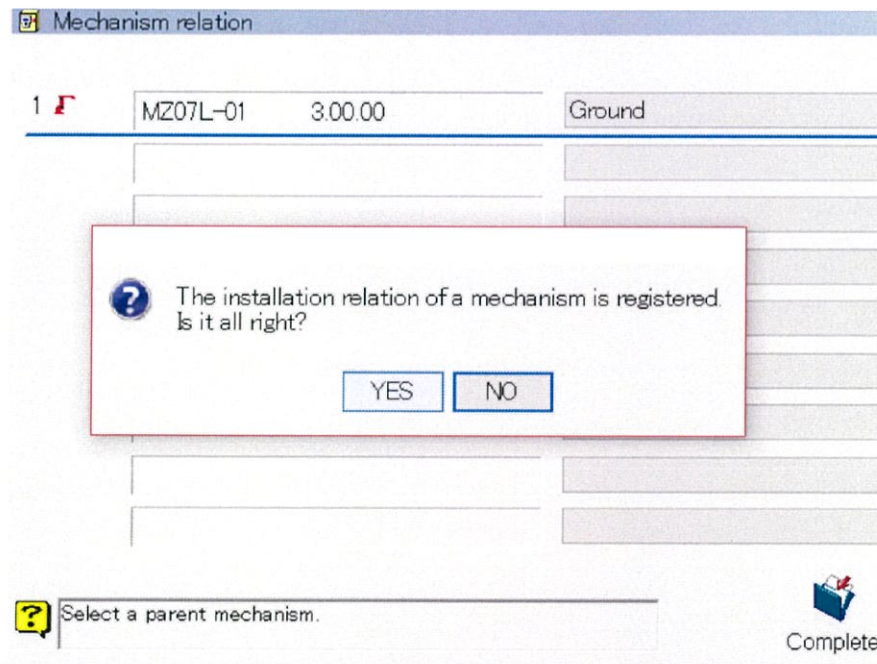 Mechanism relation
1 MZ07L-01 3.00.00 Ground
The installation relation of a mechanism is registered.
Is it all right?
YES NO
Select a parent mechanism.
Complete